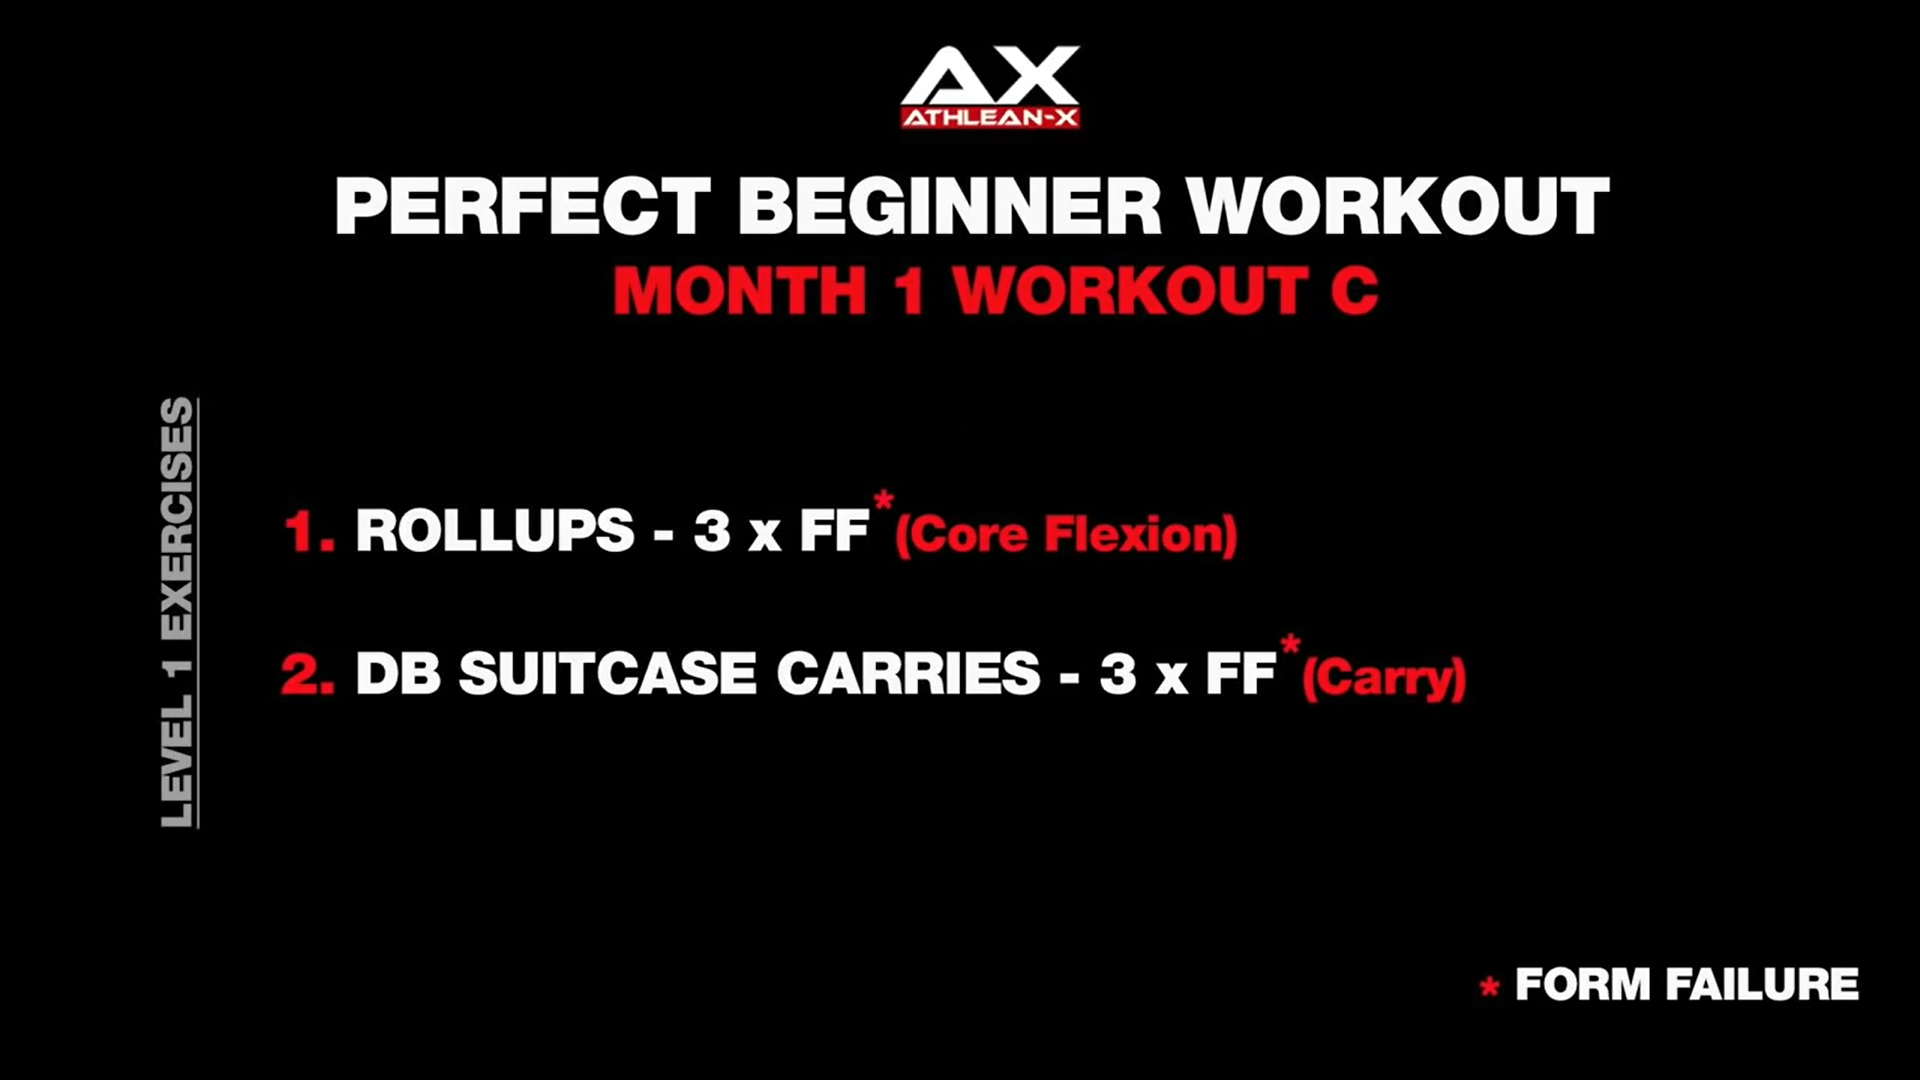 AX
ATHLEAN-X
PERFECT BEGINNER WORKOUT
MONTH 1 WORKOUT C
LEVEL 1 EXERCISES
1. ROLLUPS - 3 x FF* (Core Flexion)
2. DB SUITCASE CARRIES - 3 x FF* (Carry)
* FORM FAILURE